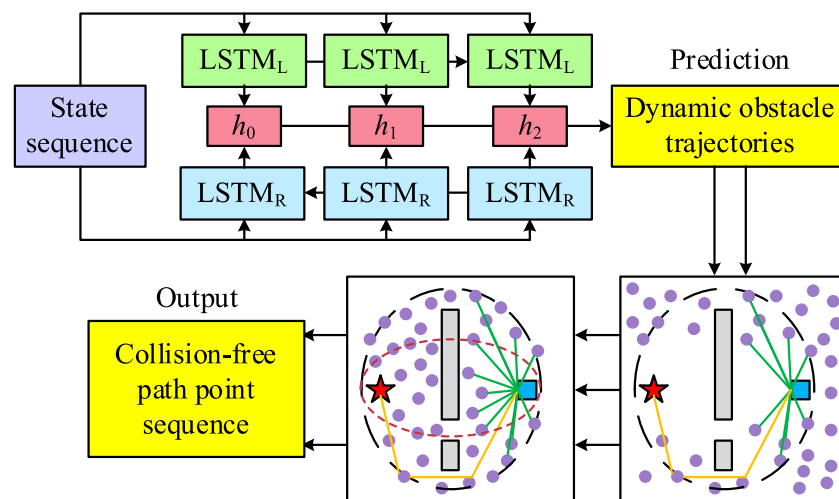 LSTM_L LSTM_L LSTM_L
Prediction
State
sequence
h_0 h_1 h_2
Dynamic obstacle
trajectories
LSTM_R LSTM_R LSTM_R
Output
Collision-free
path point
sequence